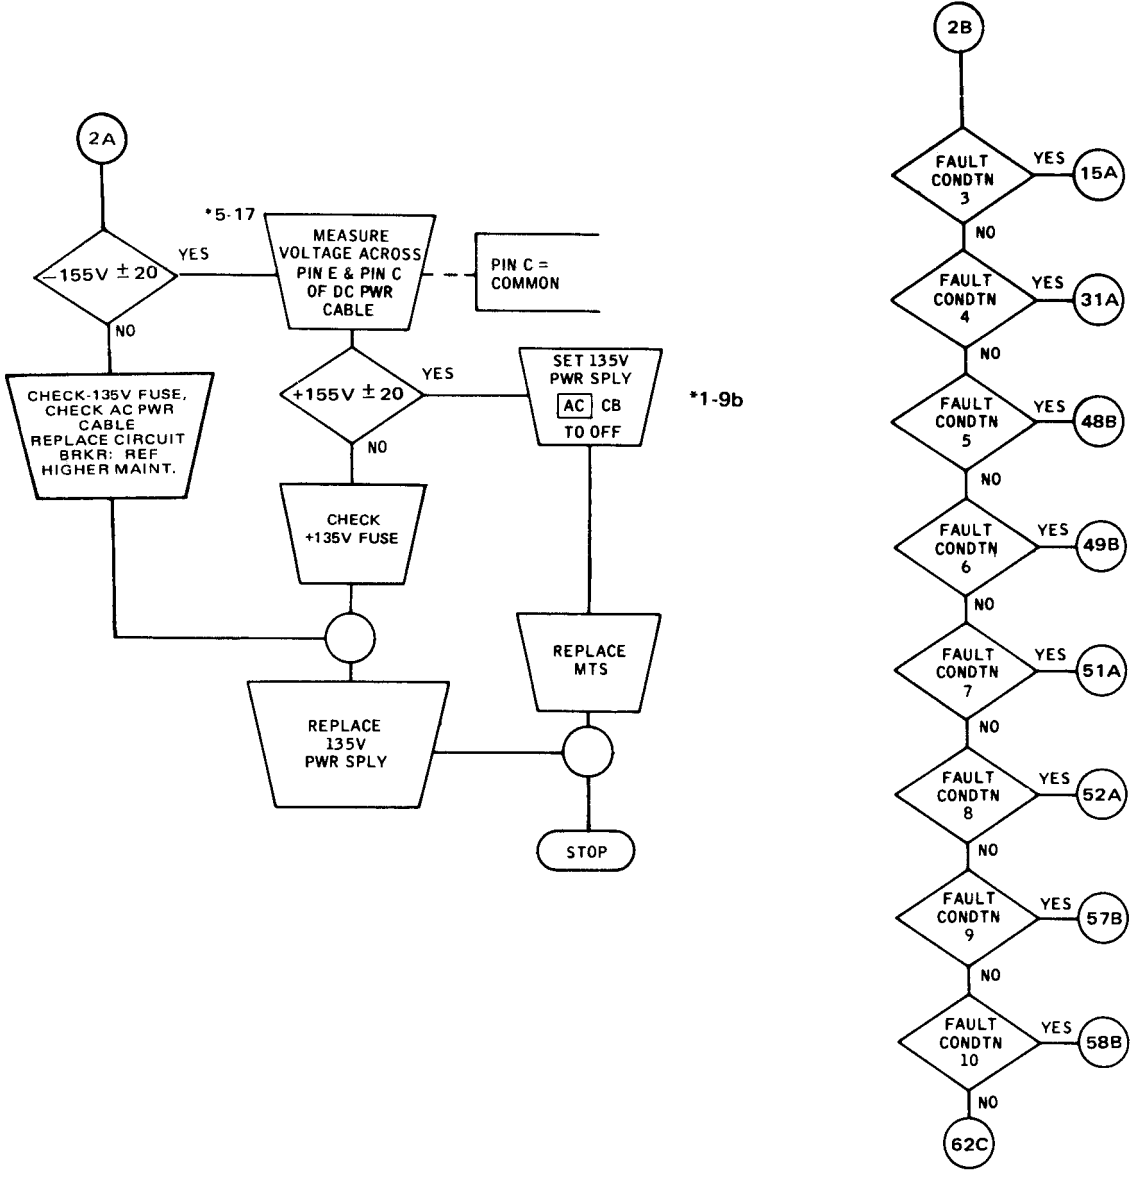 2A
-155V ± 20
YES
NO
CHECK-135V FUSE,
CHECK AC PWR
CABLE
REPLACE CIRCUIT
BRKR: REF
HIGHER MAINT.
*5-17
MEASURE
VOLTAGE ACROSS
PIN E & PIN C
OF DC PWR
CABLE
PIN C =
COMMON
+155V ± 20
YES
NO
CHECK
+135V FUSE
SET 135V
PWR SPLY
AC CB
TO OFF
*1-9b
REPLACE
MTS
REPLACE
135V
PWR SPLY
STOP
2B
FAULT
CONDTN
3
YES
15A
NO
FAULT
CONDTN
4
YES
31A
NO
FAULT
CONDTN
5
YES
48B
NO
FAULT
CONDTN
6
YES
49B
NO
FAULT
CONDTN
7
YES
51A
NO
FAULT
CONDTN
8
YES
52A
NO
FAULT
CONDTN
9
YES
57B
NO
FAULT
CONDTN
10
YES
58B
NO
62C